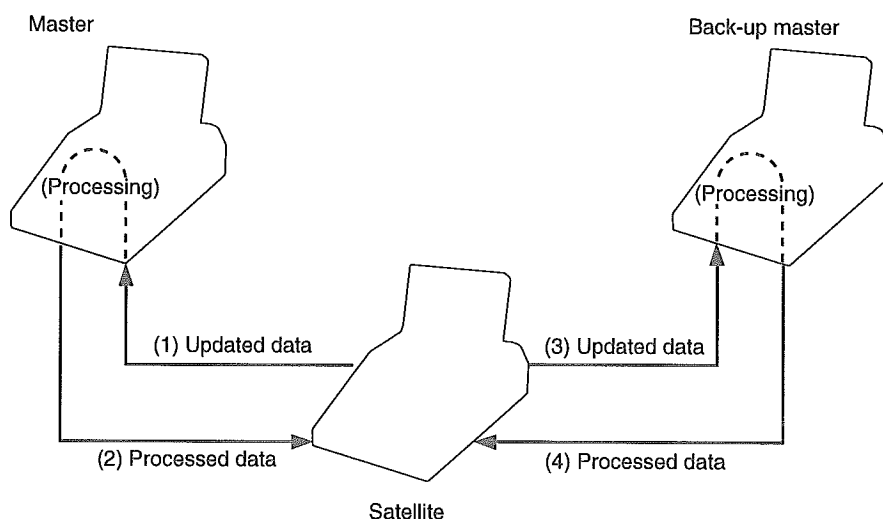 Master
Back-up master
(Processing)
(Processing)
(1) Updated data
(3) Updated data
(2) Processed data
(4) Processed data
Satellite